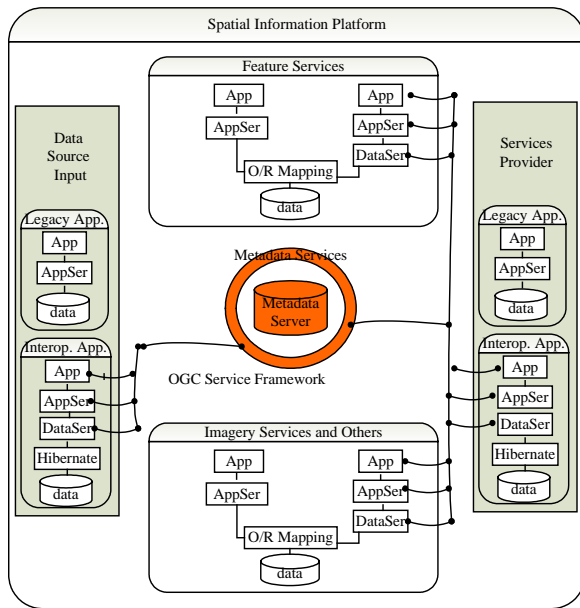 Spatial Information Platform
Feature Services
App
AppSer
App
AppSer
DataSer
O/R Mapping
data
Data
Source
Input
Legacy App.
App
AppSer
data
Interop. App.
App
AppSer
DataSer
Hibernate
data
Metadata Services
Metadata
Server
OGC Service Framework
Imagery Services and Others
App
AppSer
App
AppSer
DataSer
O/R Mapping
data
Services
Provider
Legacy App.
App
AppSer
data
Interop. App.
App
AppSer
DataSer
Hibernate
data